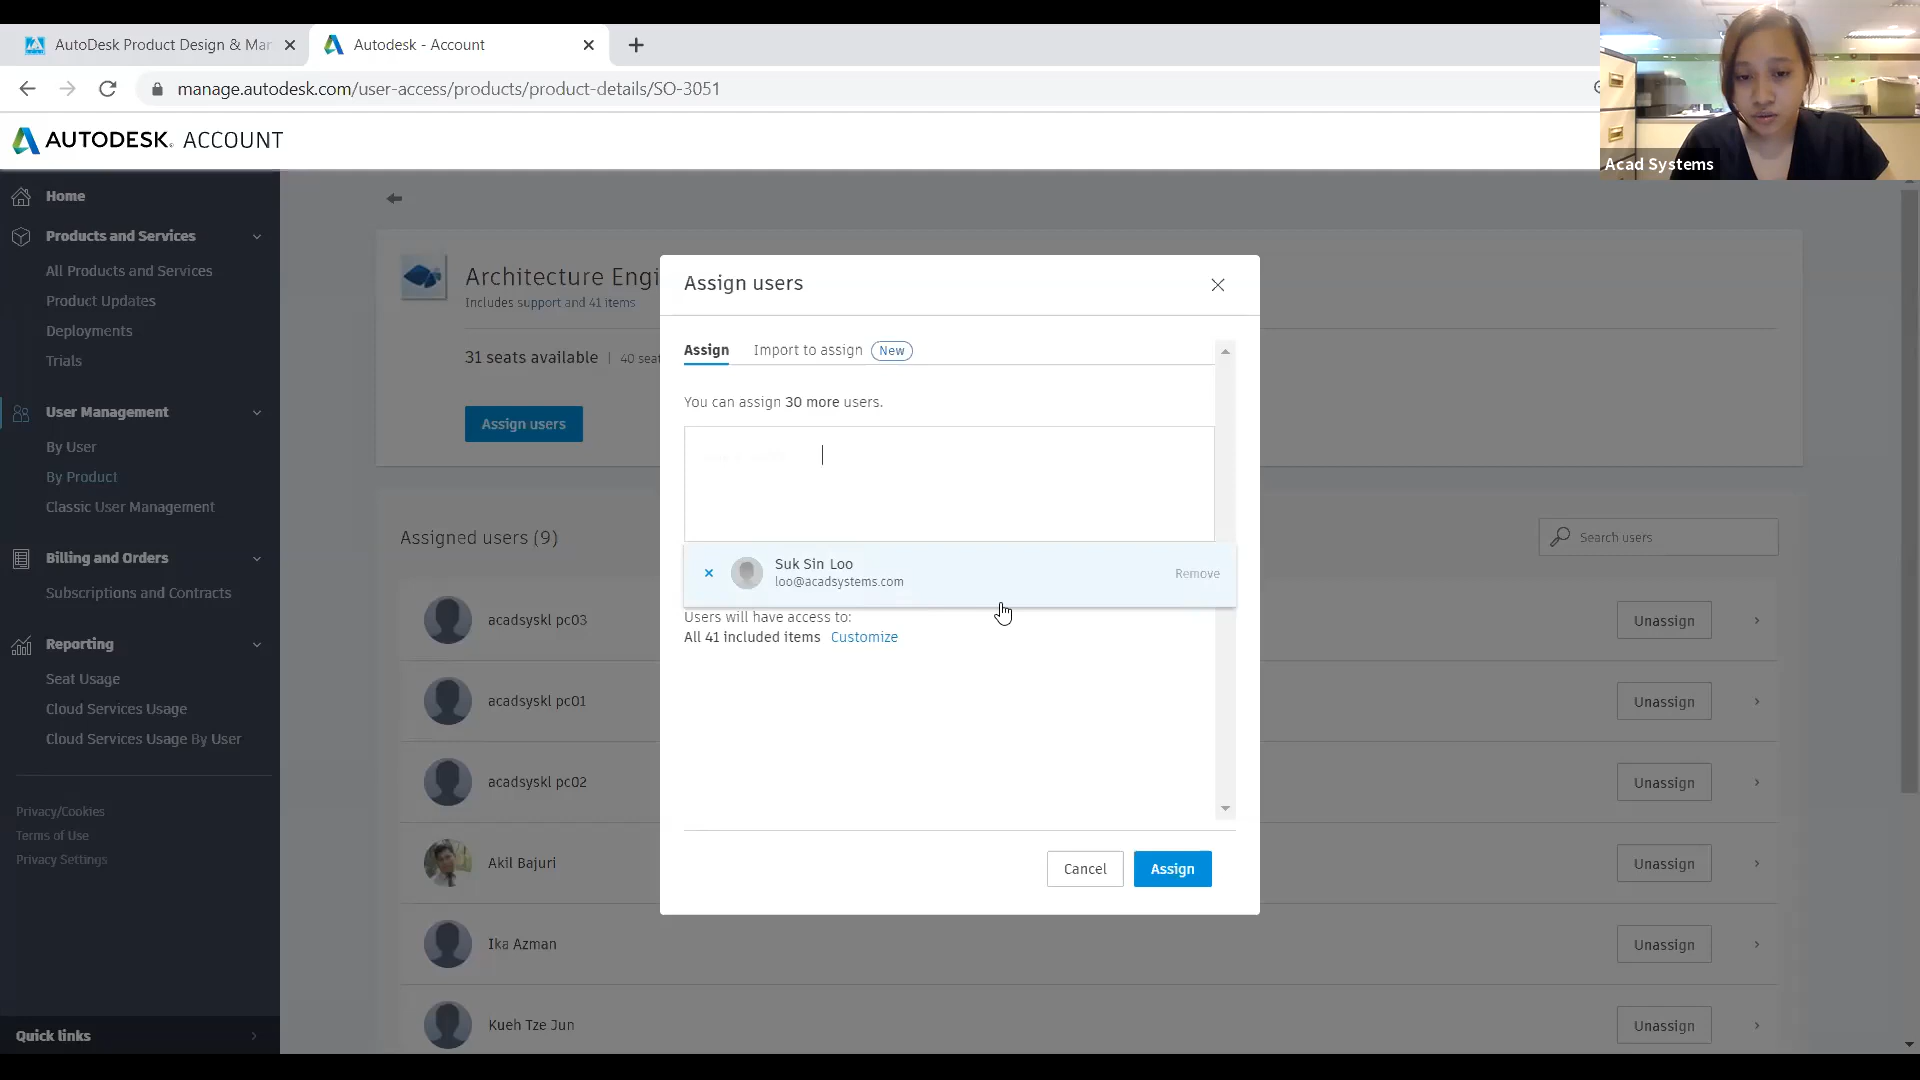 AutoDesk Product Design & Mar
Autodesk - Account
manage.autodesk.com/user-access/products/product-details/SO-3051
AUTODESK. ACCOUNT
Acad Systems
Home
Products and Services
All Products and Services
Product Updates
Deployments
Trials
User Management
By User
By Product
Classic User Management
Billing and Orders
Subscriptions and Contracts
Reporting
Seat Usage
Cloud Services Usage
Cloud Services Usage By User
Privacy/Cookies
Terms of Use
Privacy Settings
Quick links
Architecture Engi
Includes support and 41 items
31 seats available | 40 seat
Assign users
Assigned users (9)
Search users
acadsyskl pc03
Unassign
acadsyskl pc01
Unassign
acadsyskl pc02
Unassign
Akil Bajuri
Unassign
Ika Azman
Unassign
Kueh Tze Jun
Unassign
Assign users
Assign
Import to assign New
You can assign 30 more users.
Suk Sin Loo
loo@acadsystems.com
Remove
Users will have access to:
All 41 included items Customize
Cancel
Assign